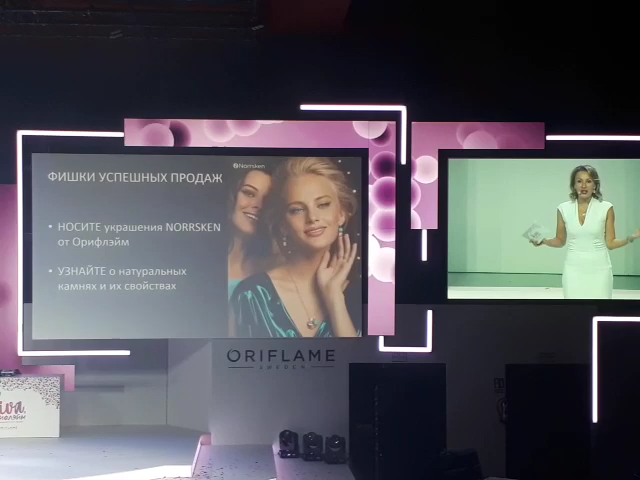 Norrsken
ФИШКИ УСПЕШНЫХ ПРОДАЖ
• НОСИТЕ украшения NORRSKEN
от Орифлэйм
• УЗНАЙТЕ о натуральных
камнях и их свойствах
ORIFLAME
SWEDEN